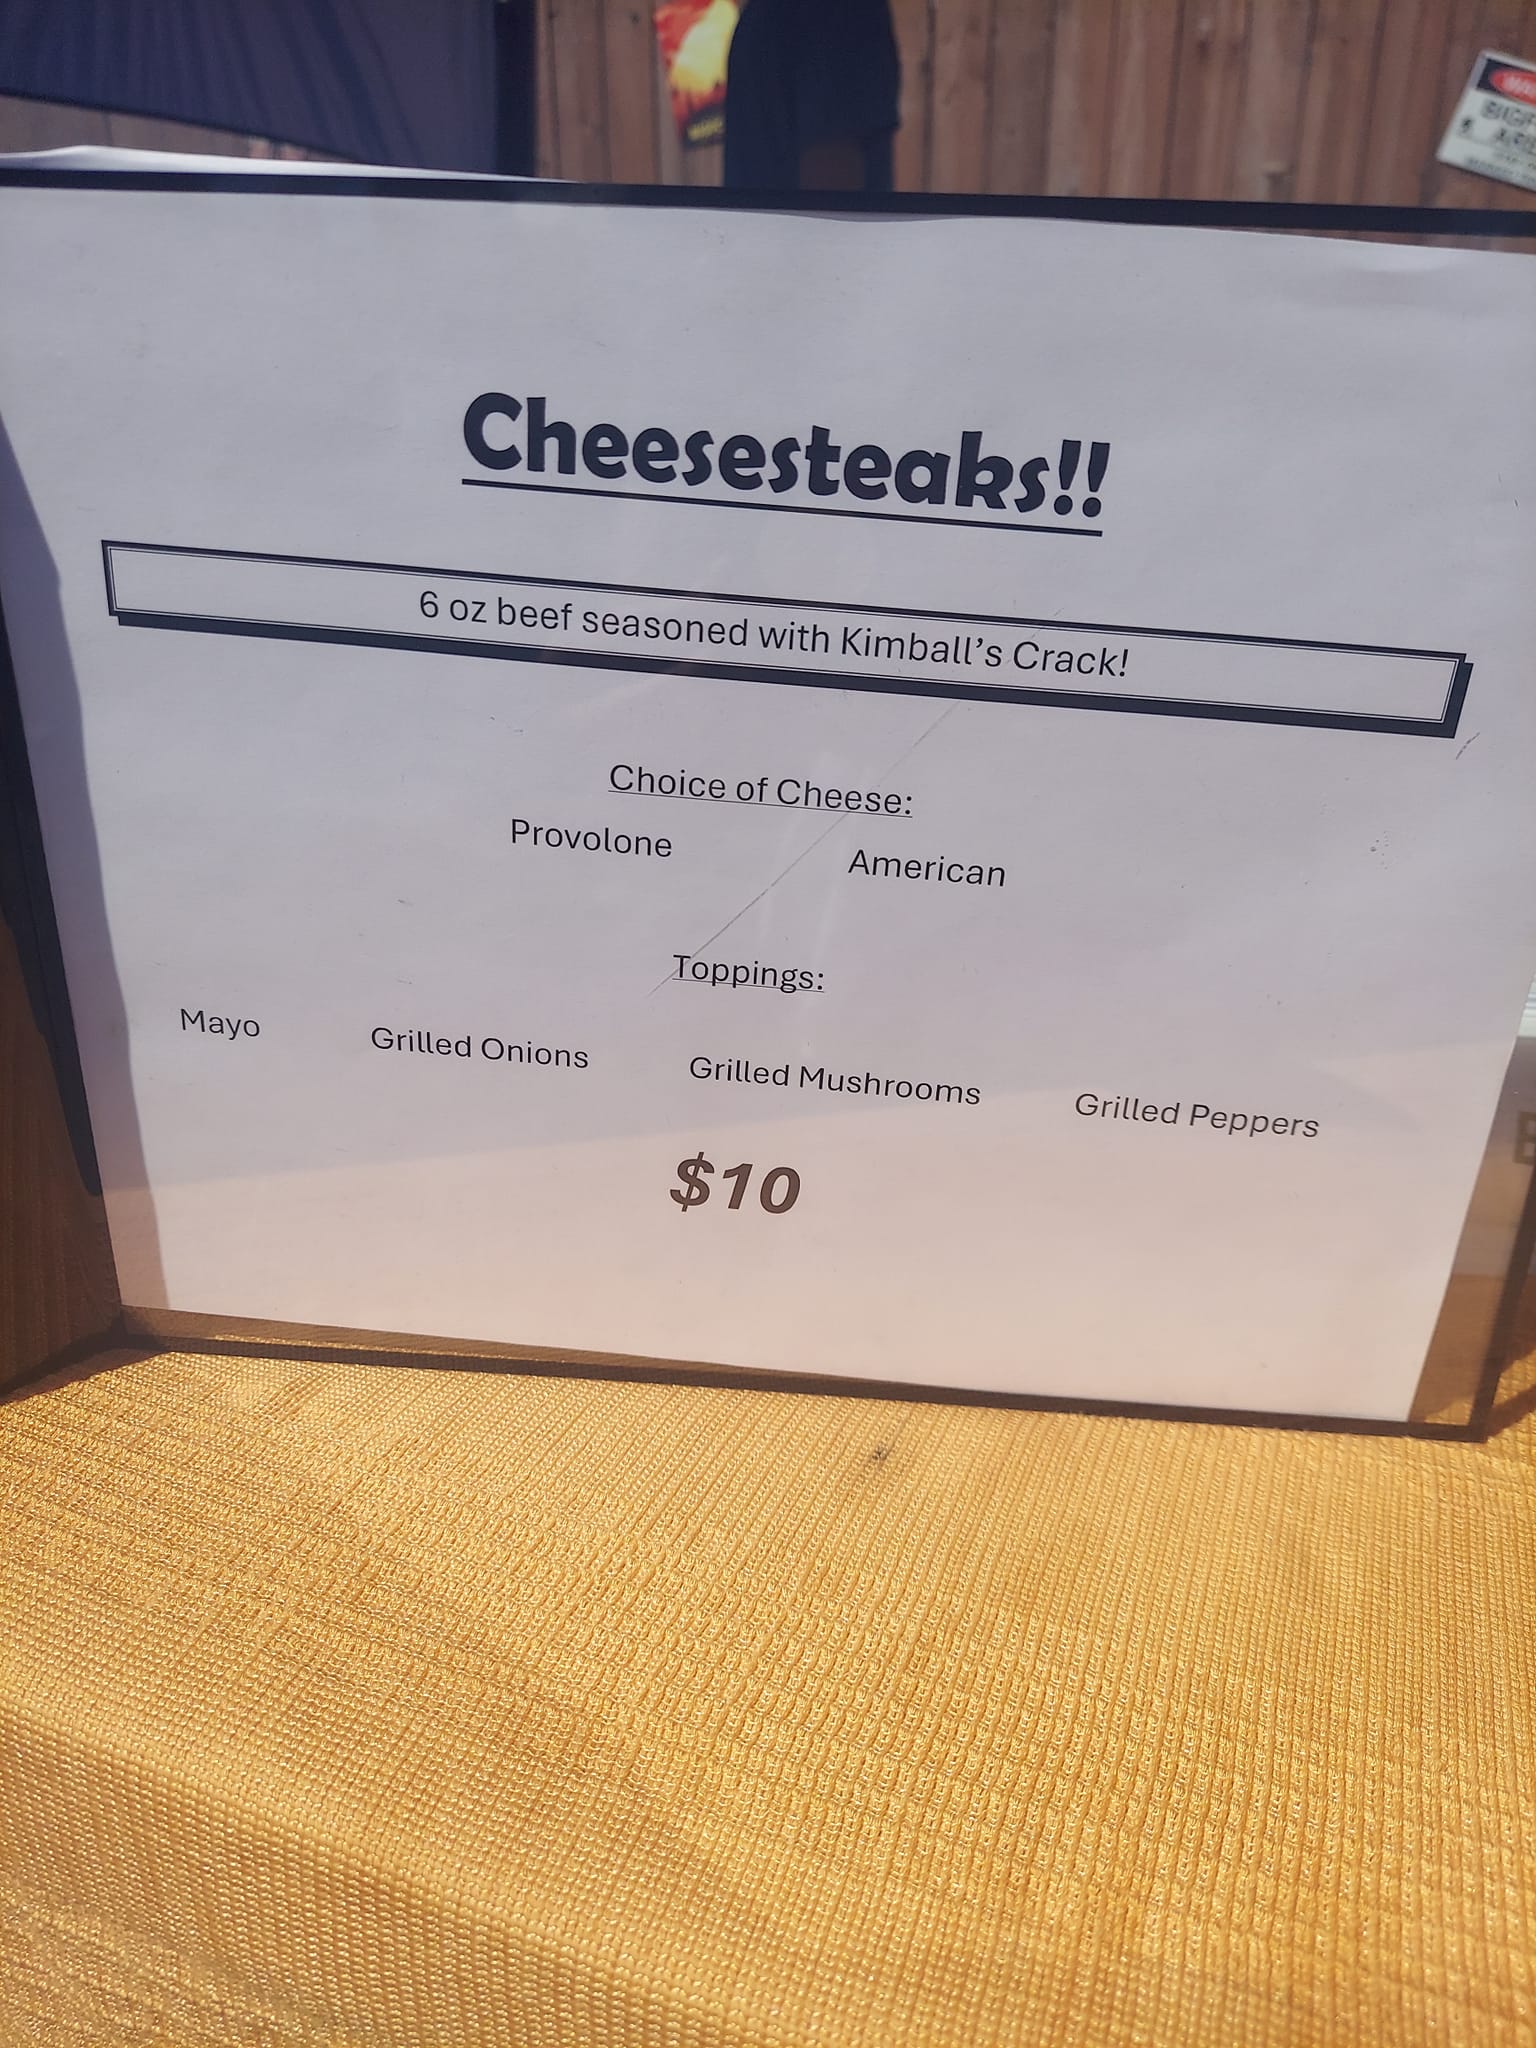 Cheesesteaks!!
6 oz beef seasoned with Kimball's Crack!
Choice of Cheese:
Provolone American
Toppings:
Mayo Grilled Onions Grilled Mushrooms Grilled Peppers
$10